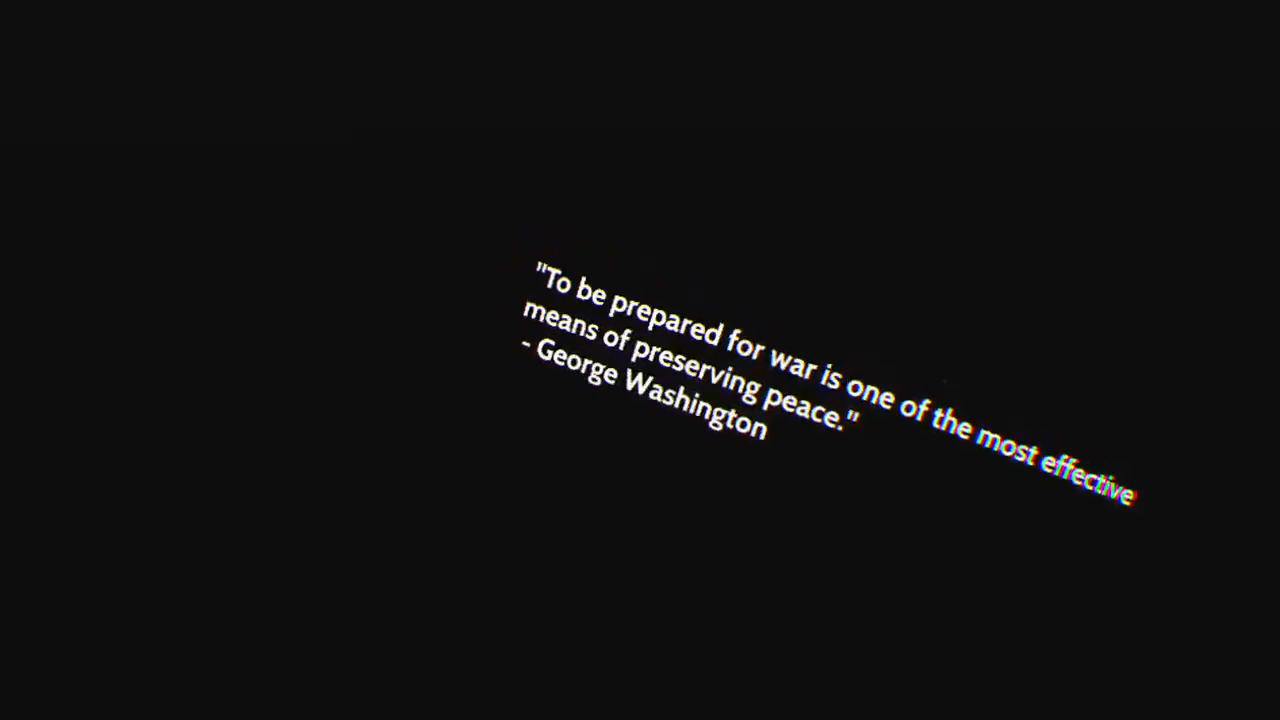 "To be prepared for war is one of the most effective
means of preserving peace."
- George Washington